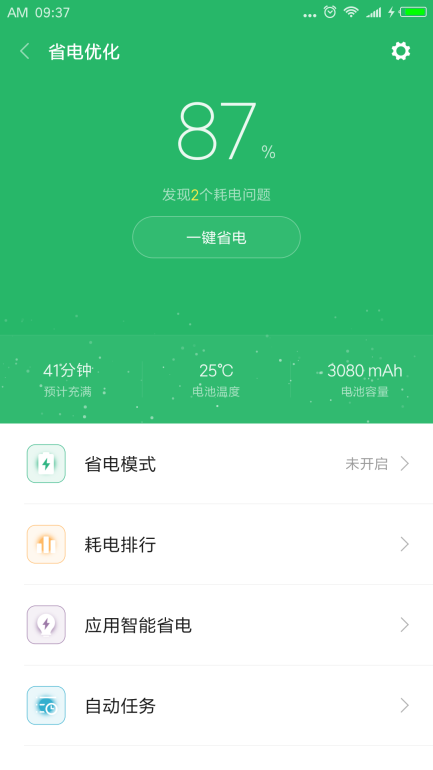 AM 09:37
省电优化
87%
发现2个耗电问题
一键省电
41分钟 25℃ 3080 mAh
预计充满 电池温度 电池容量
省电模式 未开启
耗电排行
应用智能省电
自动任务